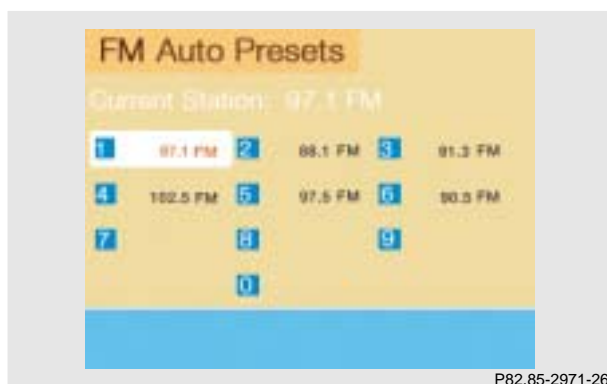 FM Auto Presets
Current Station: 97.1 FM
1 97.1 FM 2 88.1 FM 3 91.3 FM
4 102.5 FM 5 97.5 FM 6 90.5 FM
7 8 9
0
P82.85-2971-26